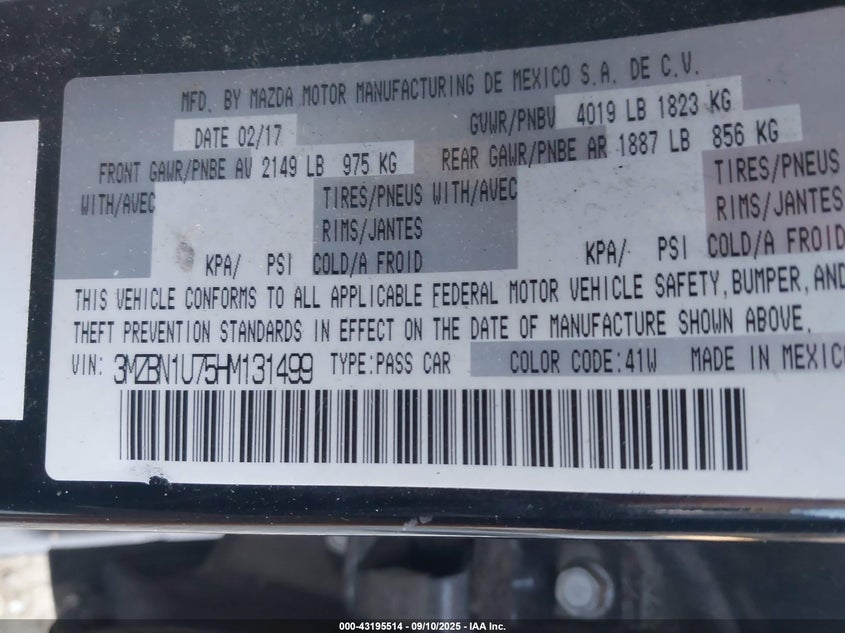 MFD. BY MAZDA MOTOR MANUFACTURING DE MEXICO S.A. DE C.V.
DATE 02/17 GVWR/PNBV 4019 LB 1823 KG
FRONT GAWR/PNBE AV 2149 LB 975 KG REAR GAWR/PNBE AR 1887 LB 856 KG
WITH/AVEC TIRES/PNEUS WITH/AVEC TIRES/PNEUS
RIMS/JANTES RIMS/JANTES
KPA/ PSI COLD/A FROID KPA/ PSI COLD/A FROID
THIS VEHICLE CONFORMS TO ALL APPLICABLE FEDERAL MOTOR VEHICLE SAFETY, BUMPER, AND
THEFT PREVENTION STANDARDS IN EFFECT ON THE DATE OF MANUFACTURE SHOWN ABOVE.
VIN: 3MZBN1U75HM131499 TYPE:PASS CAR COLOR CODE:41W MADE IN MEXICO
000-43195514 - 09/10/2025 - IAA Inc.